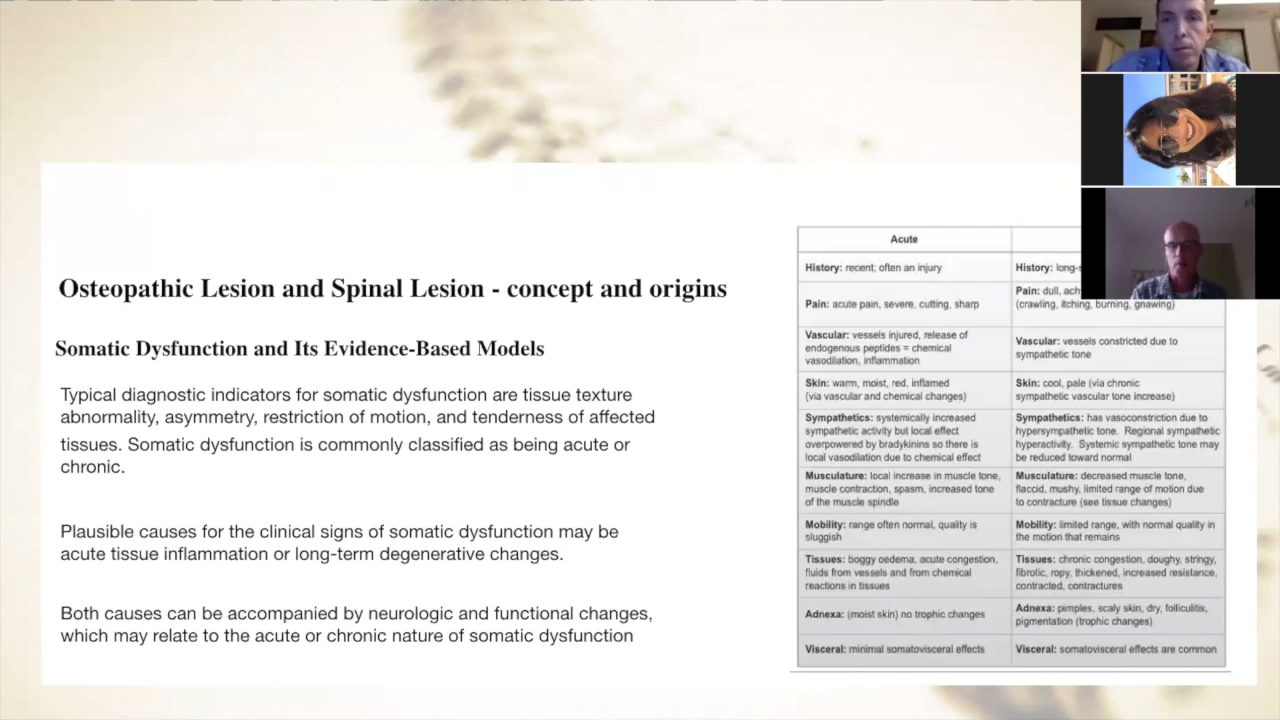 Osteopathic Lesion and Spinal Lesion - concept and origins
Somatic Dysfunction and Its Evidence-Based Models
Typical diagnostic indicators for somatic dysfunction are tissue texture
abnormality, asymmetry, restriction of motion, and tenderness of affected
tissues. Somatic dysfunction is commonly classified as being acute or
chronic.
Plausible causes for the clinical signs of somatic dysfunction may be
acute tissue inflammation or long-term degenerative changes.
Both causes can be accompanied by neurologic and functional changes,
which may relate to the acute or chronic nature of somatic dysfunction
Acute
History: recent; often an injury
History:
Pain: acute pain, severe, cutting, sharp
Pain: dull,
(crawling, itching, burning, gnawing)
Vascular: vessels injured, release of
endogenous peptides = chemical
vasodilation, inflammation
Vascular: vessels constricted due to
sympathetic tone
Skin: warm, moist, red, inflamed
(via vascular and chemical changes)
Skin: cool, pale (via chronic
sympathetic vascular tone increase)
Sympathetics: systemically increased
sympathetic activity but local effect
overpowered by bradykinins so there is
local vasodilation due to chemical effect
Sympathetics: has vasoconstriction due to
hypersympathetic tone. Regional sympathetic
hyperactivity. Systemic sympathetic tone may
be reduced toward normal
Musculature: local increase in muscle tone,
muscle contraction, spasm, increased tone
of the muscle spindle
Musculature: decreased muscle tone,
flaccid, mushy, limited range of motion due
to contracture (see tissue changes)
Mobility: range often normal, quality is
sluggish
Mobility: limited range, with normal quality in
the motion that remains
Tissues: boggy oedema, acute congestion,
fluids from vessels and from chemical
reactions in tissues
Tissues: chronic congestion, doughy, stringy,
fibrotic, ropy, thickened, increased resistance,
contracted, contractures
Adnexa: (moist skin) no trophic changes
Adnexa: pimples, scaly skin, dry, folliculitis,
pigmentation (trophic changes)
Visceral: minimal somatovisceral effects
Visceral: somatovisceral effects are common